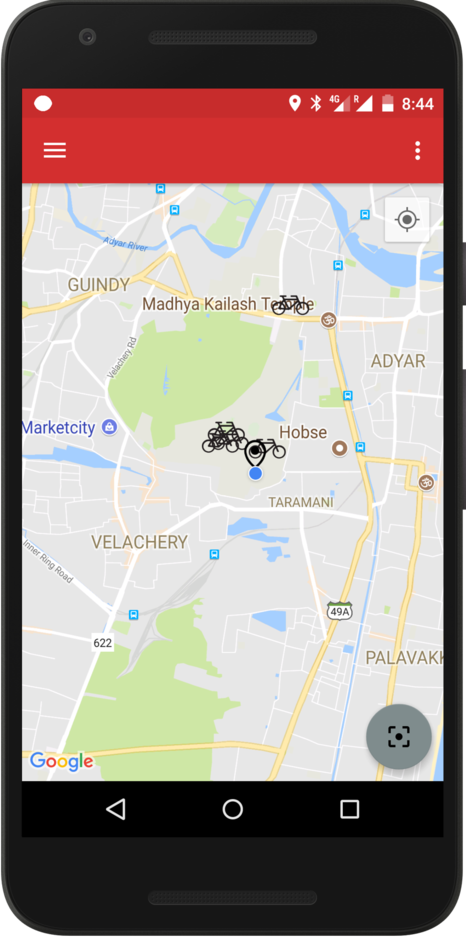 4G
R
8:44
Adyar River
GUINDY
Madhya Kailash Te
Velachery Rd
ADYAR
Marketcity
Hobse
TARAMANI
VELACHERY
Inner Ring Road
49A
622
PALAVAKK
Google